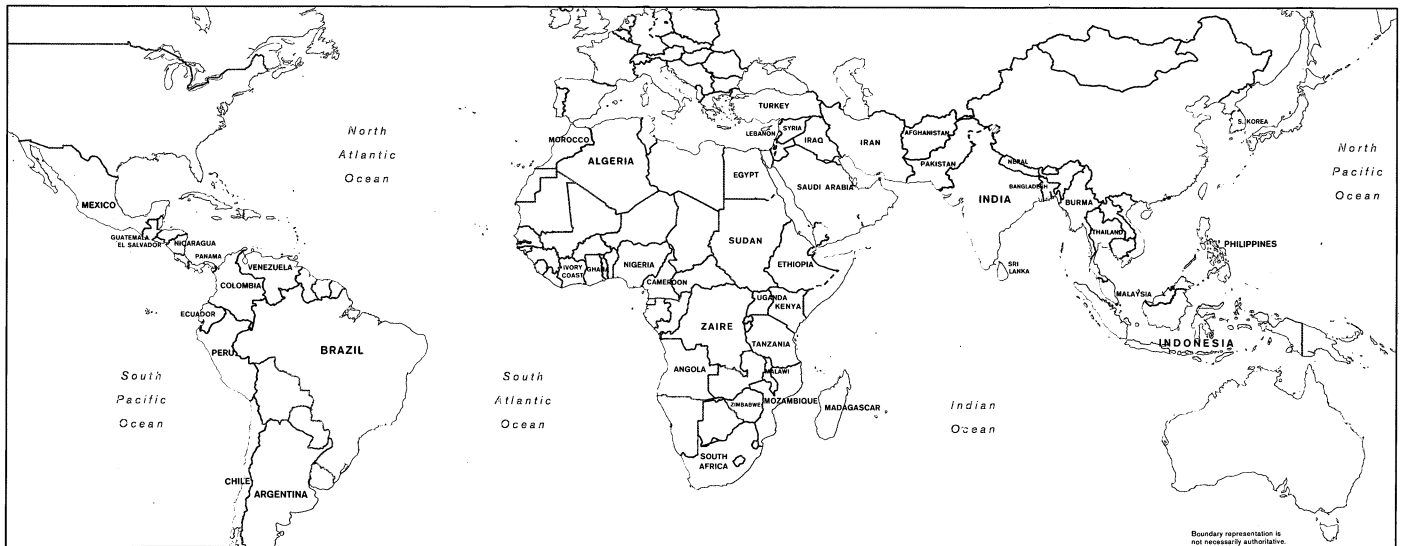 North
Atlantic
Ocean
MEXICO
GUATEMALA
EL SALVADOR
NICARAGUA
PANAMA
VENEZUELA
COLOMBIA
ECUADOR
PERU
BRAZIL
South
Pacific
Ocean
CHILE
ARGENTINA
South
Atlantic
Ocean
MOROCCO
ALGERIA
EGYPT
SUDAN
ETHIOPIA
IVORY
COAST
GHANA
NIGERIA
CAMEROON
UGANDA
KENYA
ZAIRE
TANZANIA
ANGOLA
MALAWI
ZIMBABWE
MOZAMBIQUE
MADAGASCAR
SOUTH
AFRICA
TURKEY
LEBANON
SYRIA
IRAQ
IRAN
SAUDI ARABIA
AFGHANISTAN
PAKISTAN
INDIA
NEPAL
BANGLADESH
BURMA
THAILAND
SRI
LANKA
S. KOREA
PHILIPPINES
MALAYSIA
INDONESIA
North
Pacific
Ocean
Indian
Ocean
Boundary representation is
not necessarily authoritative.